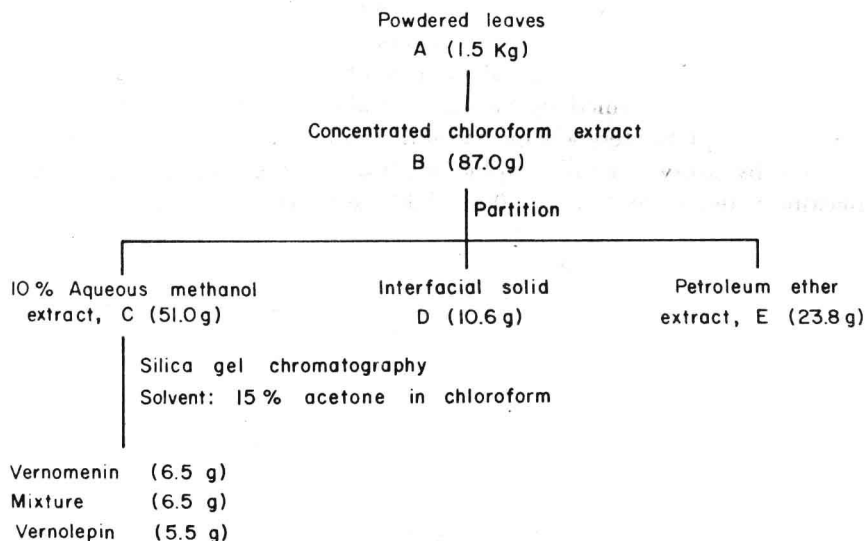 Powdered leaves
A (1.5 Kg)
Concentrated chloroform extract
B (87.0g)
Partition
10% Aqueous methanol
extract, C (51.0g)
Interfacial solid
D (10.6 g)
Petroleum ether
extract, E (23.8 g)
Silica gel chromatography
Solvent: 15% acetone in chloroform
Vernomenin (6.5 g)
Mixture (6.5 g)
Vernolepin (5.5 g)